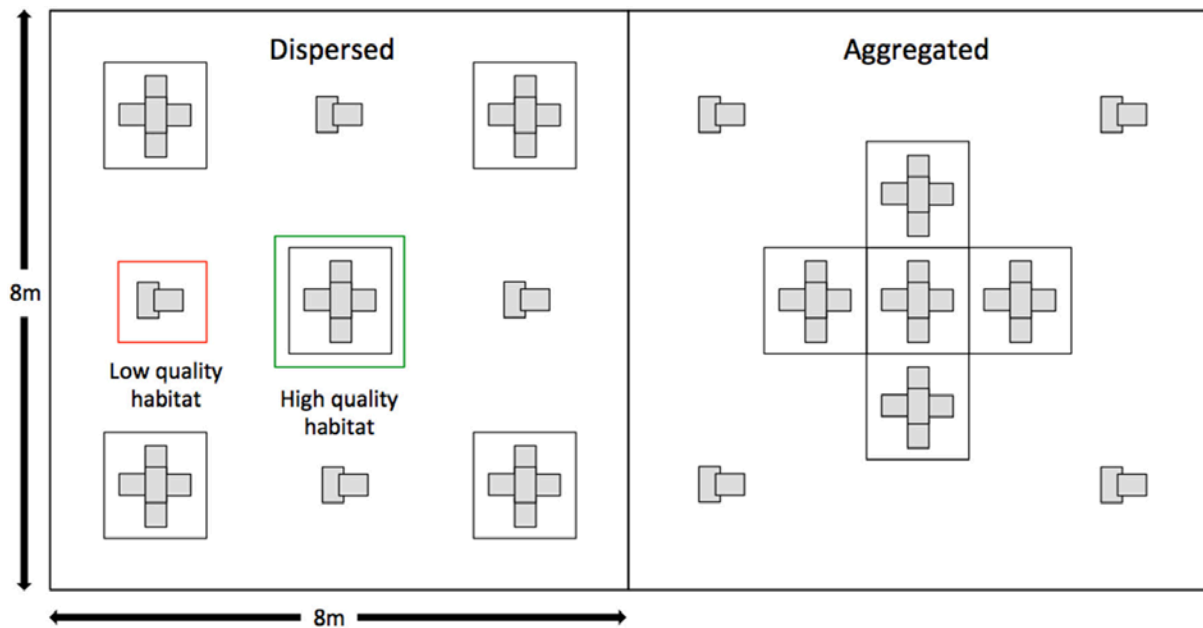 Dispersed
Aggregated
8m
Low quality
habitat
High quality
habitat
8m